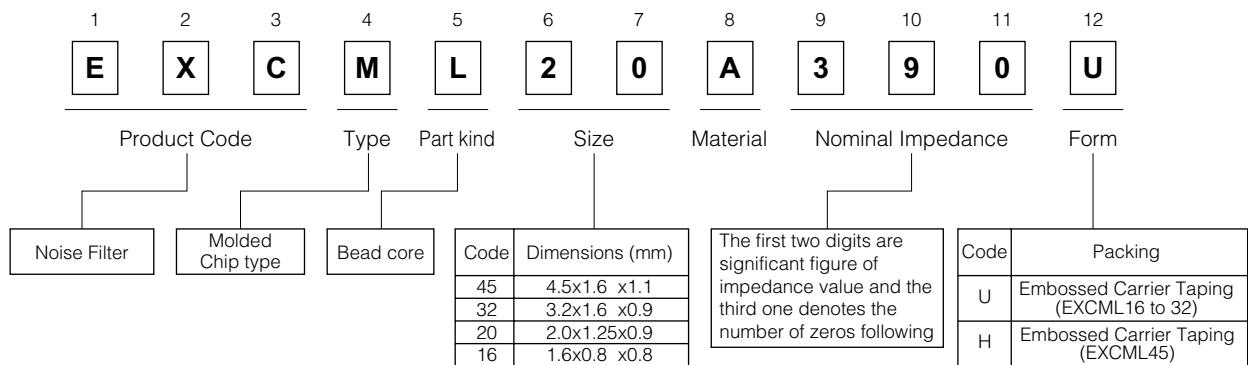 1 2 3 4 5 6 7 8 9 10 11 12
E X C M L 2 0 A 3 9 0 U
Product Code Type Part kind Size Material Nominal Impedance Form
Noise Filter
Molded
Chip type
Bead core
Code Dimensions (mm)
45 4.5x1.6 x1.1
32 3.2x1.6 x0.9
20 2.0x1.25x0.9
16 1.6x0.8 x0.8
The first two digits are
significant figure of
impedance value and the
third one denotes the
number of zeros following
Code Packing
U Embossed Carrier Taping
(EXCML16 to 32)
H Embossed Carrier Taping
(EXCML45)